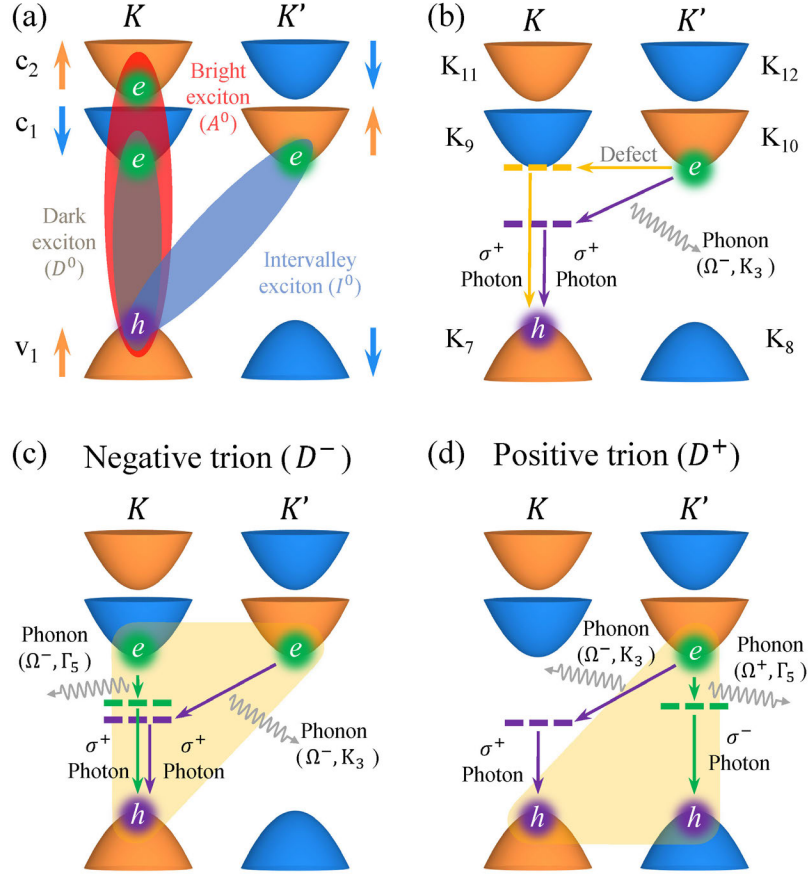 (a)
K
K’
c₂
e
Bright
exciton
(A⁰)
c₁
e
e
Dark
exciton
(D⁰)
Intervalley
exciton (I⁰)
h
v₁
(b)
K
K’
K₁₁
K₁₂
K₉
K₁₀
Defect
e
σ⁺
Photon
σ⁺
Photon
Phonon
(Ω⁻, K₃)
h
K₇
K₈
(c) Negative trion (D⁻)
K
K’
e
e
Phonon
(Ω⁻, Γ₅)
σ⁺
Photon
σ⁺
Photon
Phonon
(Ω⁻, K₃)
h
(d) Positive trion (D⁺)
K
K’
e
Phonon
(Ω⁻, K₃)
Phonon
(Ω⁺, Γ₅)
σ⁺
Photon
σ⁻
Photon
h
h